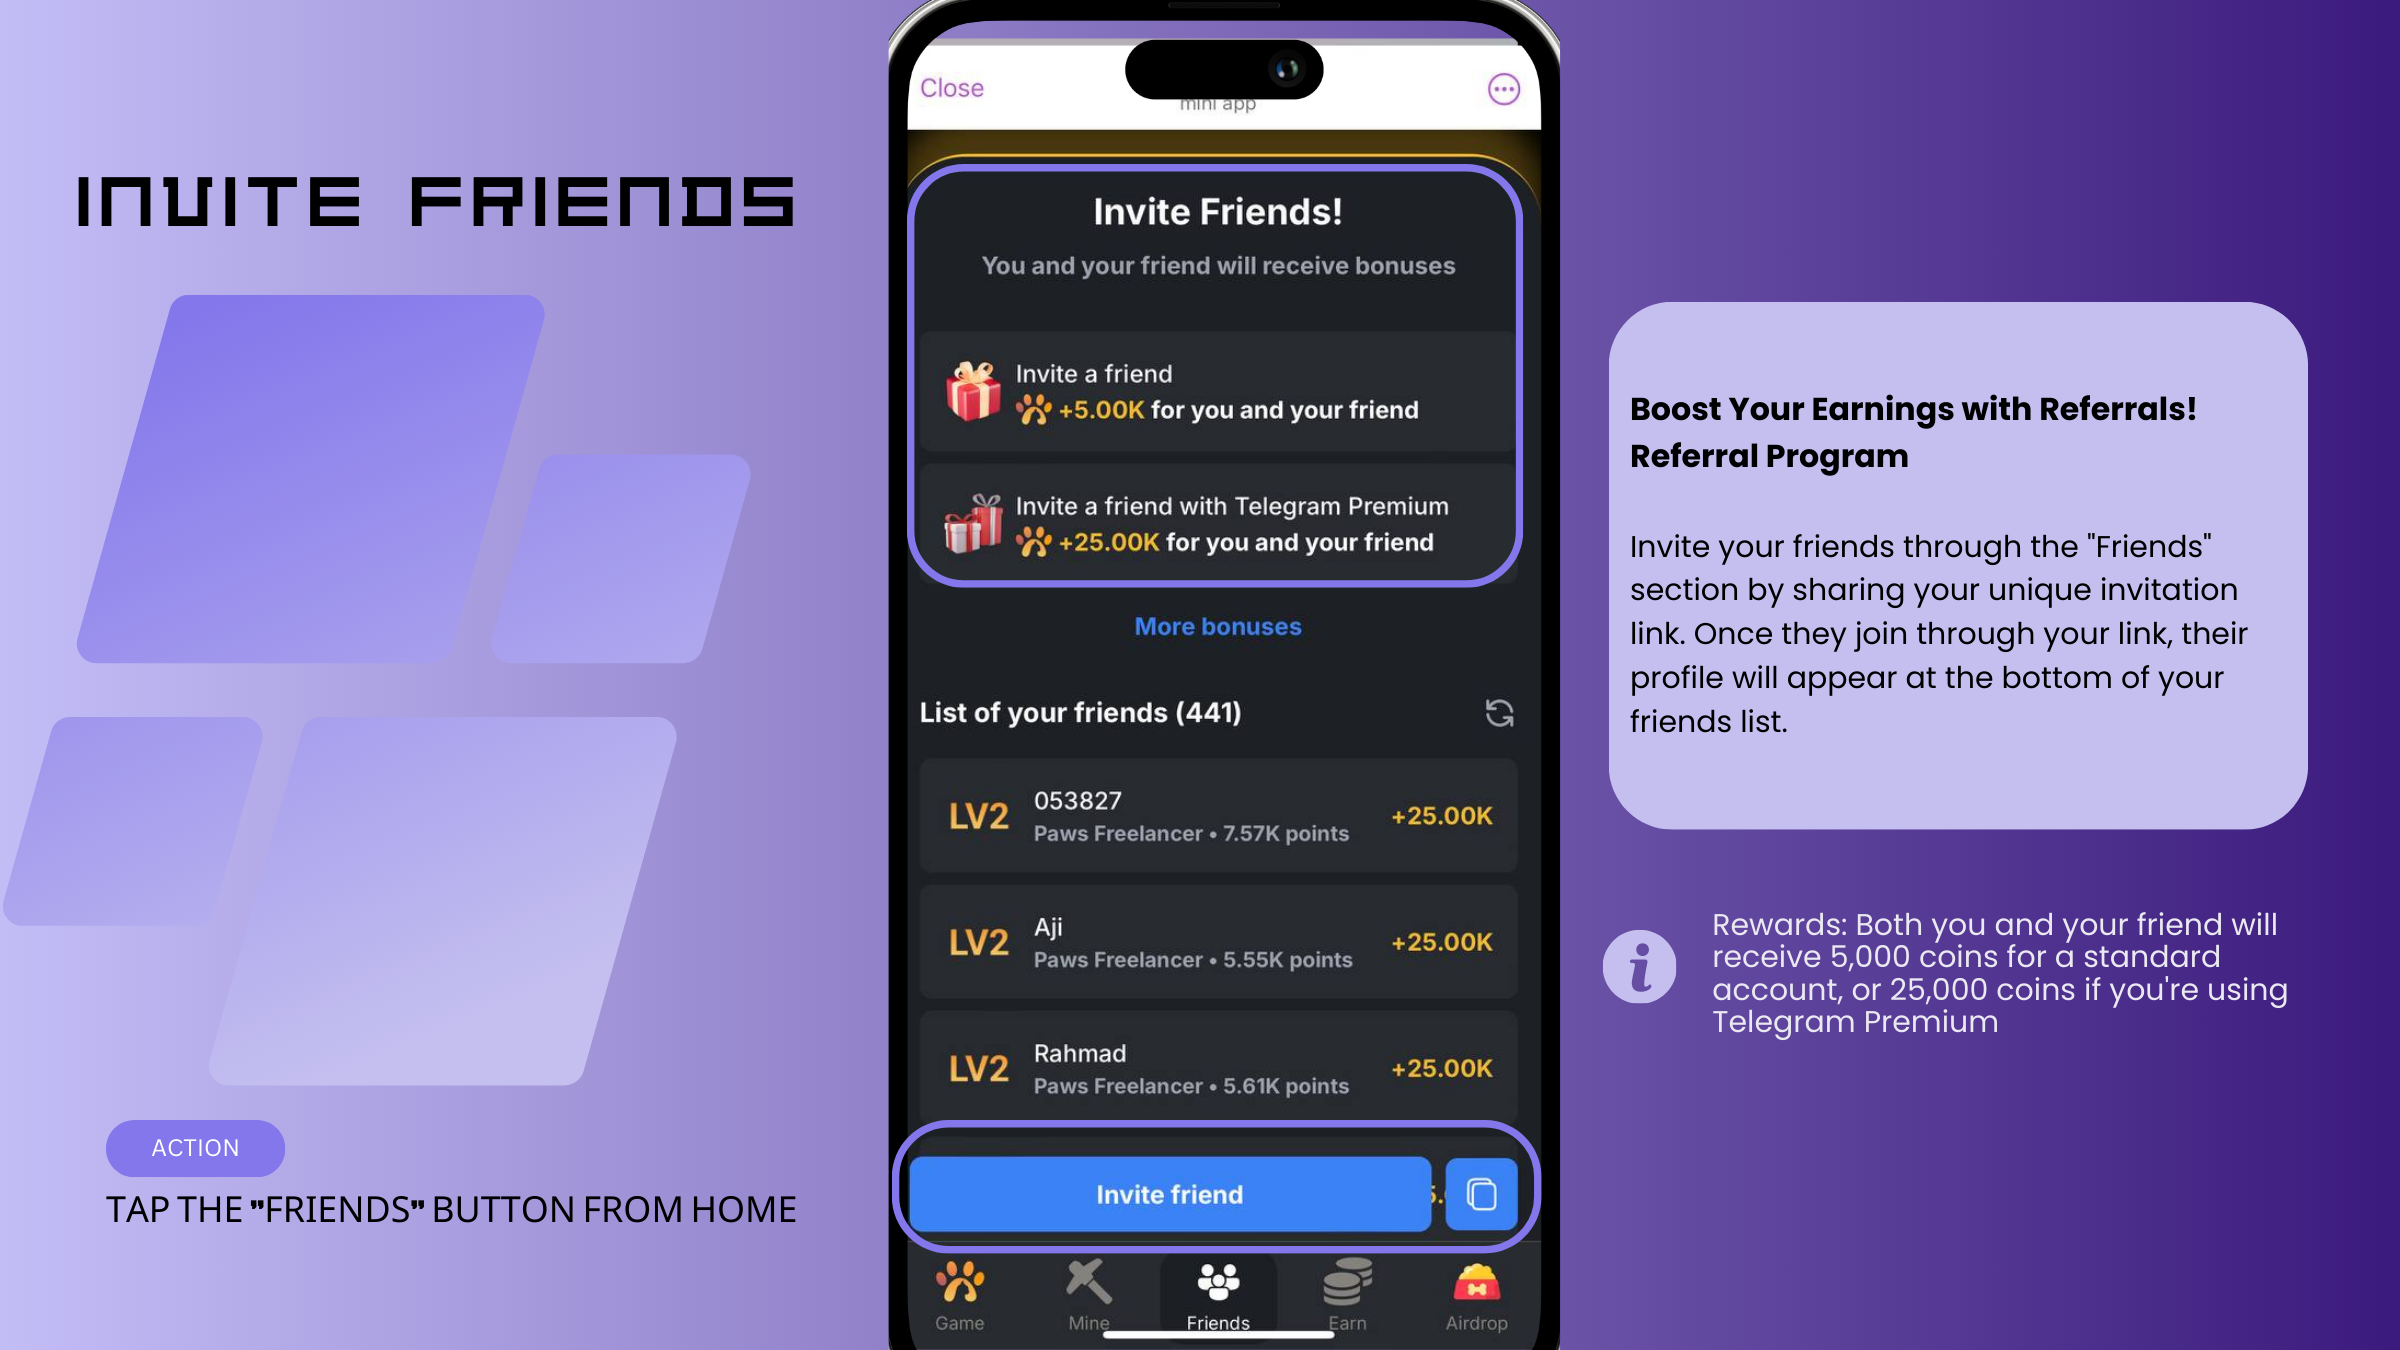 INVITE FRIENDS
ACTION
TAP THE "FRIENDS" BUTTON FROM HOME
Close
mini app
Invite Friends!
You and your friend will receive bonuses
Invite a friend
+5.00K for you and your friend
Invite a friend with Telegram Premium
+25.00K for you and your friend
More bonuses
List of your friends (441)
LV2
053827
Paws Freelancer • 7.57K points
+25.00K
LV2
Aji
Paws Freelancer • 5.55K points
+25.00K
LV2
Rahmad
Paws Freelancer • 5.61K points
+25.00K
Invite friend
Game
Mine
Friends
Earn
Airdrop
Boost Your Earnings with Referrals!
Referral Program
Invite your friends through the "Friends"
section by sharing your unique invitation
link. Once they join through your link, their
profile will appear at the bottom of your
friends list.
i
Rewards: Both you and your friend will
receive 5,000 coins for a standard
account, or 25,000 coins if you're using
Telegram Premium